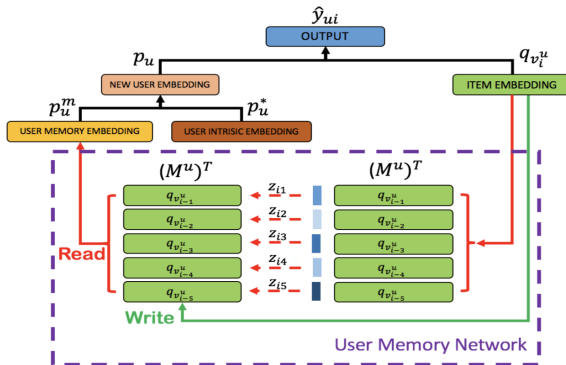 ŷ_ui
OUTPUT
p_u
q_{v_i^u}
NEW USER EMBEDDING
ITEM EMBEDDING
p_u^m
p_u^*
USER MEMORY EMBEDDING
USER INTRISIC EMBEDDING
(M^u)^T
(M^u)^T
q_{v_{i-1}^u}
z_{i1}
q_{v_{i-1}^u}
q_{v_{i-2}^u}
z_{i2}
q_{v_{i-2}^u}
q_{v_{i-3}^u}
z_{i3}
q_{v_{i-3}^u}
Read
q_{v_{i-4}^u}
z_{i4}
q_{v_{i-4}^u}
q_{v_{i-5}^u}
z_{i5}
q_{v_{i-5}^u}
Write
User Memory Network